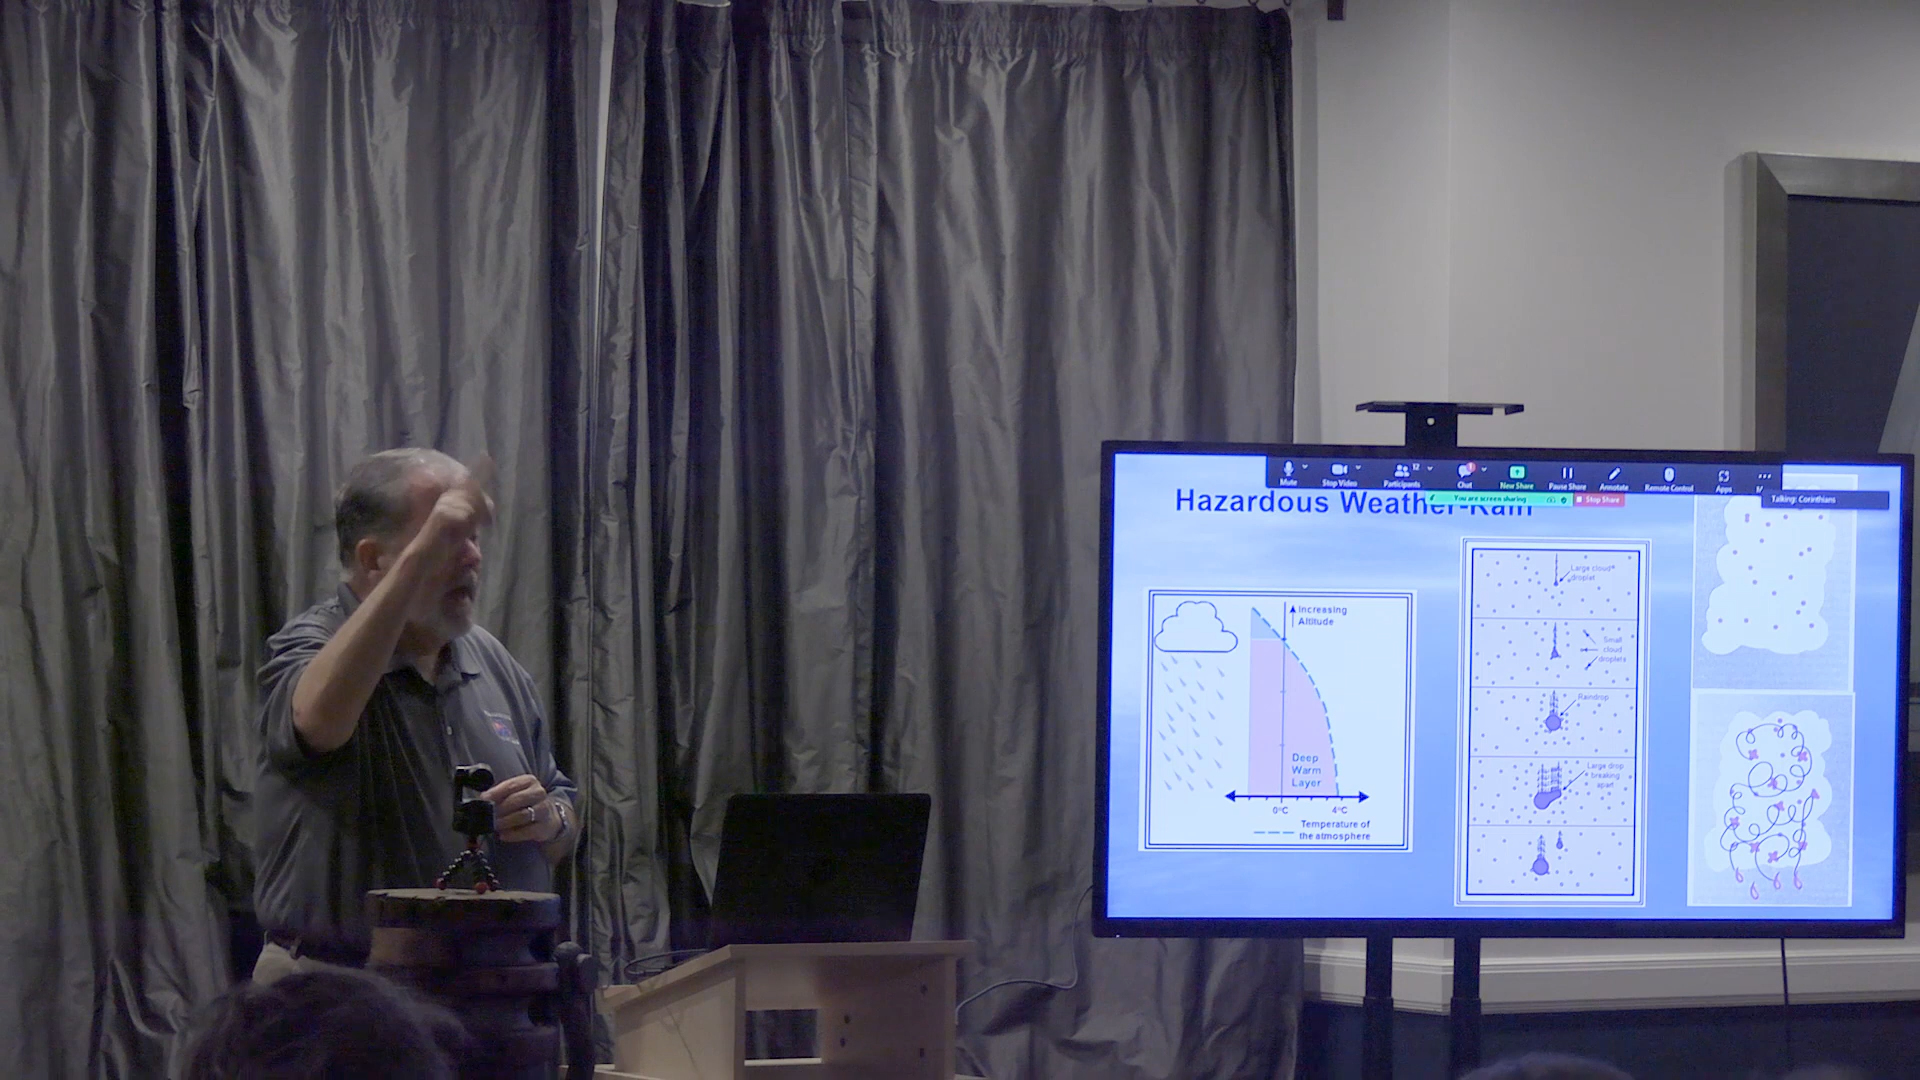 Mute
Stop Video
12
Participants
Chat
New Share
Pause Share
Annotate
Remote Control
Apps
You are screen sharing
Stop Share
Talking: Corinthians
Hazardous Weather-Rain
Increasing
Altitude
Deep
Warm
Layer
0°C
4°C
Temperature of
the atmosphere
Large cloud
droplet
Small
cloud
droplets
Raindrop
Large drop
breaking
apart